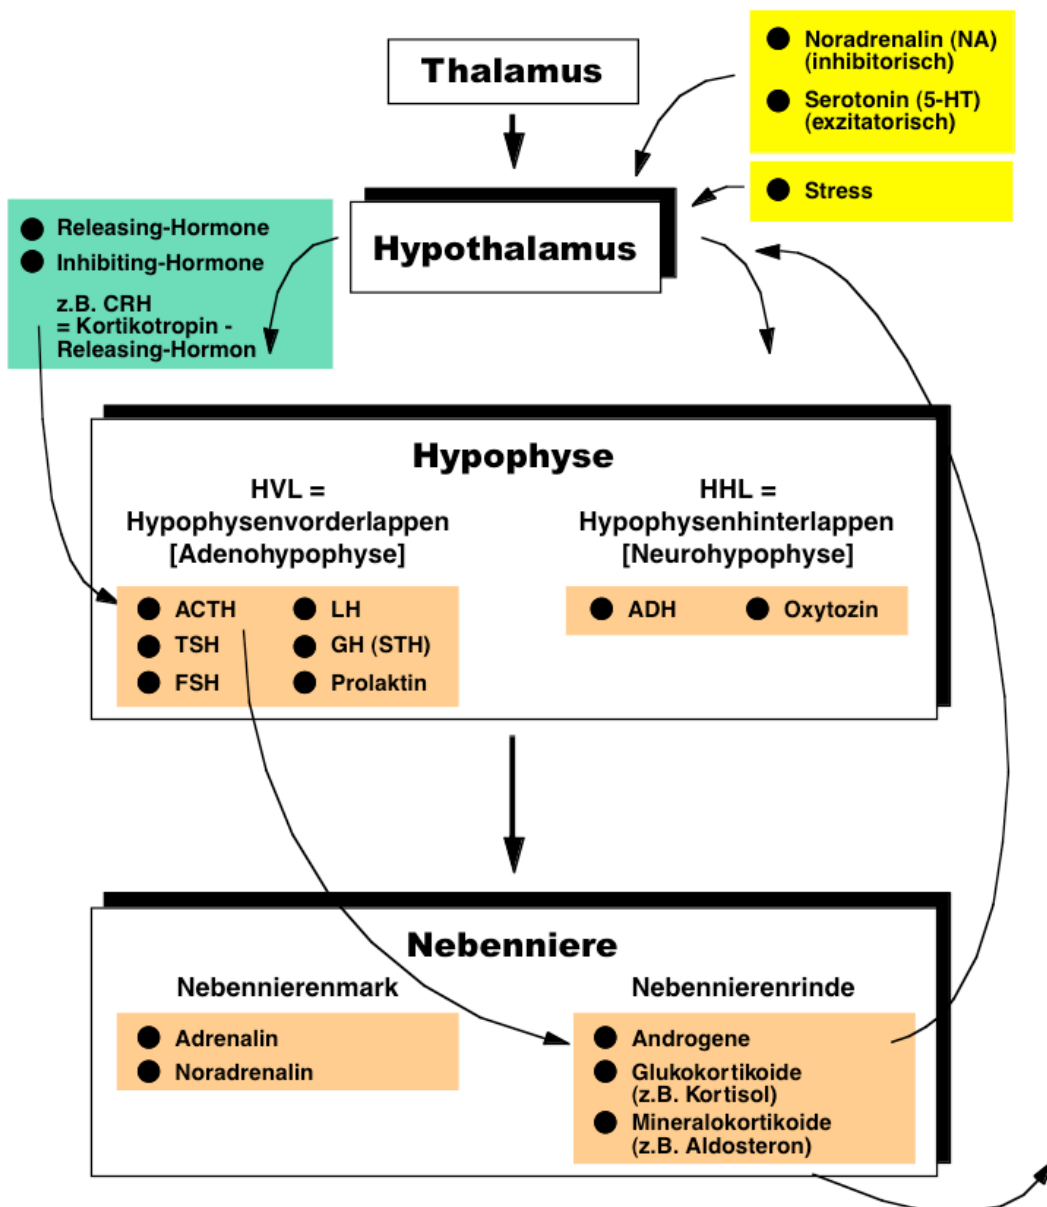 Thalamus
Noradrenalin (NA)
(inhibitorisch)
Serotonin (5-HT)
(exzitatorisch)
Stress
Hypothalamus
Releasing-Hormone
Inhibiting-Hormone
z.B. CRH
= Kortikotropin -
Releasing-Hormon
Hypophyse
HVL =
Hypophysenvorderlappen
[Adenohypophyse]
ACTH
TSH
FSH
LH
GH (STH)
Prolaktin
HHL =
Hypophysenhinterlappen
[Neurohypophyse]
ADH
Oxytozin
Nebenniere
Nebennierenmark
Adrenalin
Noradrenalin
Nebennierenrinde
Androgene
Glukokortikoide
(z.B. Kortisol)
Mineralokortikoide
(z.B. Aldosteron)